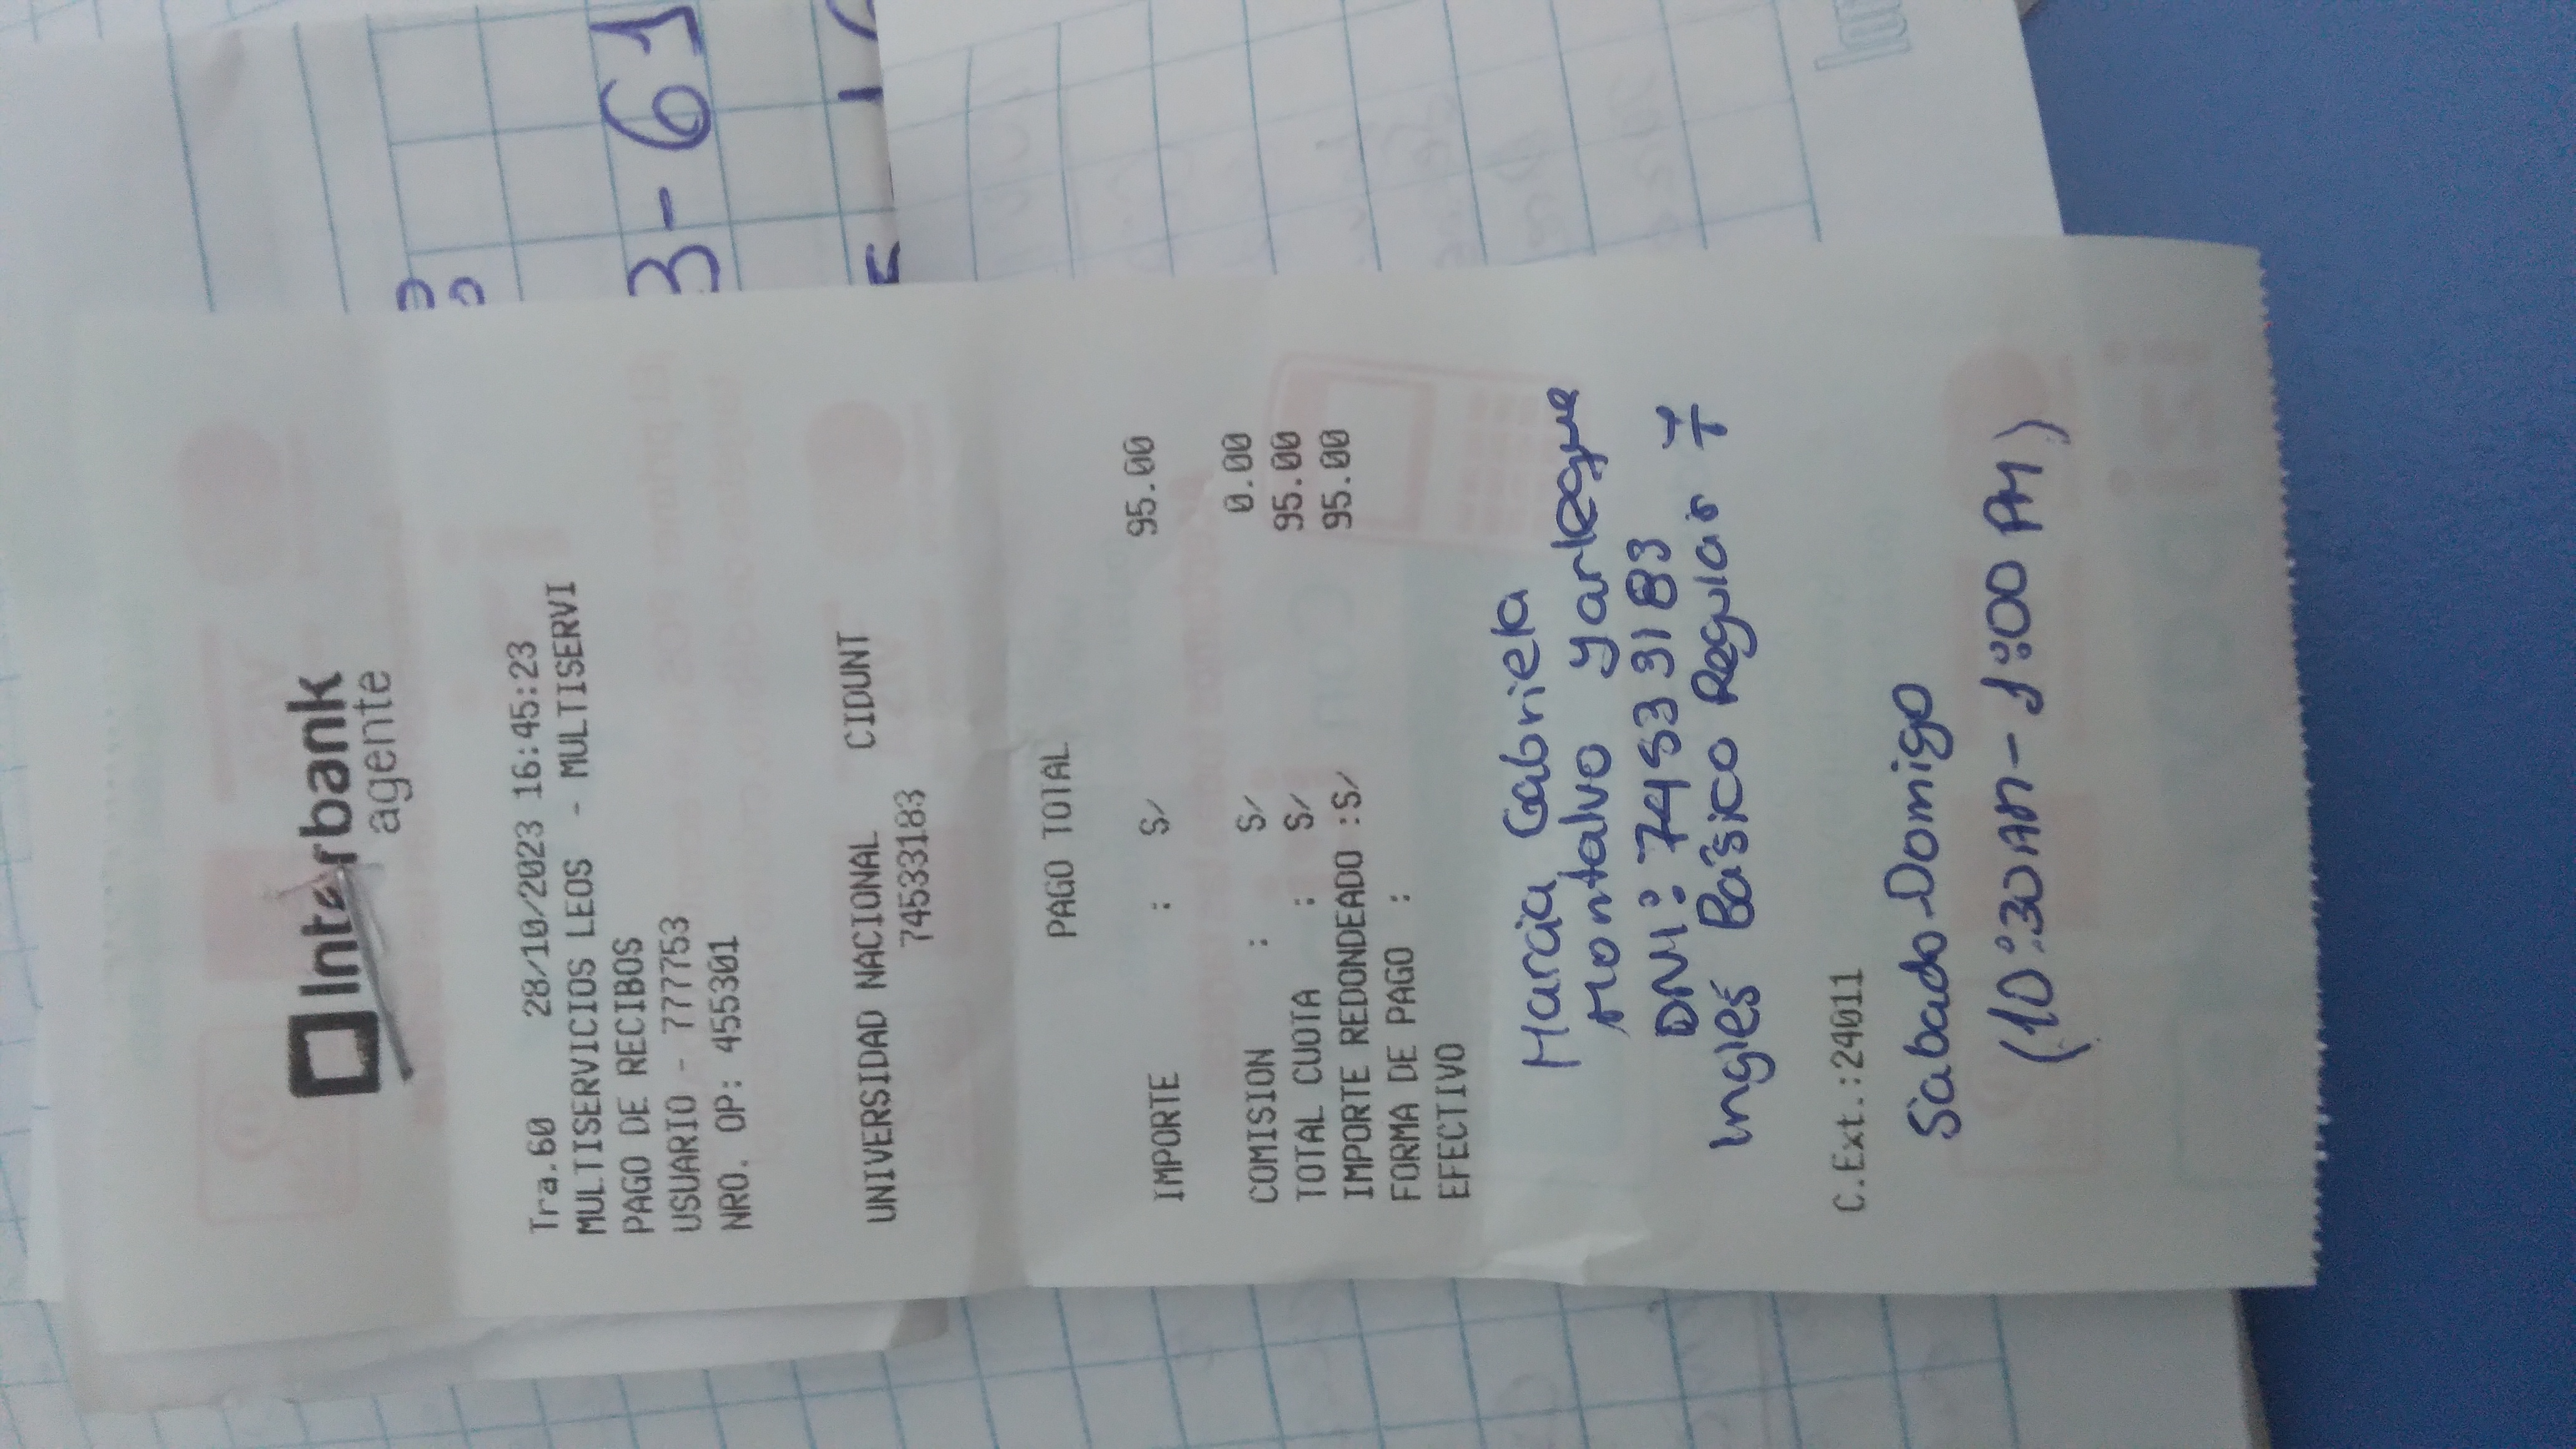 Interbank
agente
Tra.60 28/10/2023 16:45:23
MULTISERVICIOS LEOS - MULTISERVI
PAGO DE RECIBOS
USUARIO - 777753
NRO. OP: 455301
UNIVERSIDAD NACIONAL CIDUNT
74533183
PAGO TOTAL
IMPORTE : S/ 95.00
COMISION : S/ 0.00
TOTAL CUOTA : S/ 95.00
IMPORTE REDONDEADO :S/ 95.00
FORMA DE PAGO :
EFECTIVO
Marcia Gabriela
Montalvo Yarleque
DNI: 74533183
Inglés Básico Regular I
C.Ext.:24011
Sabado Domigo
(10:30AM - 1:00 PM)
3-61